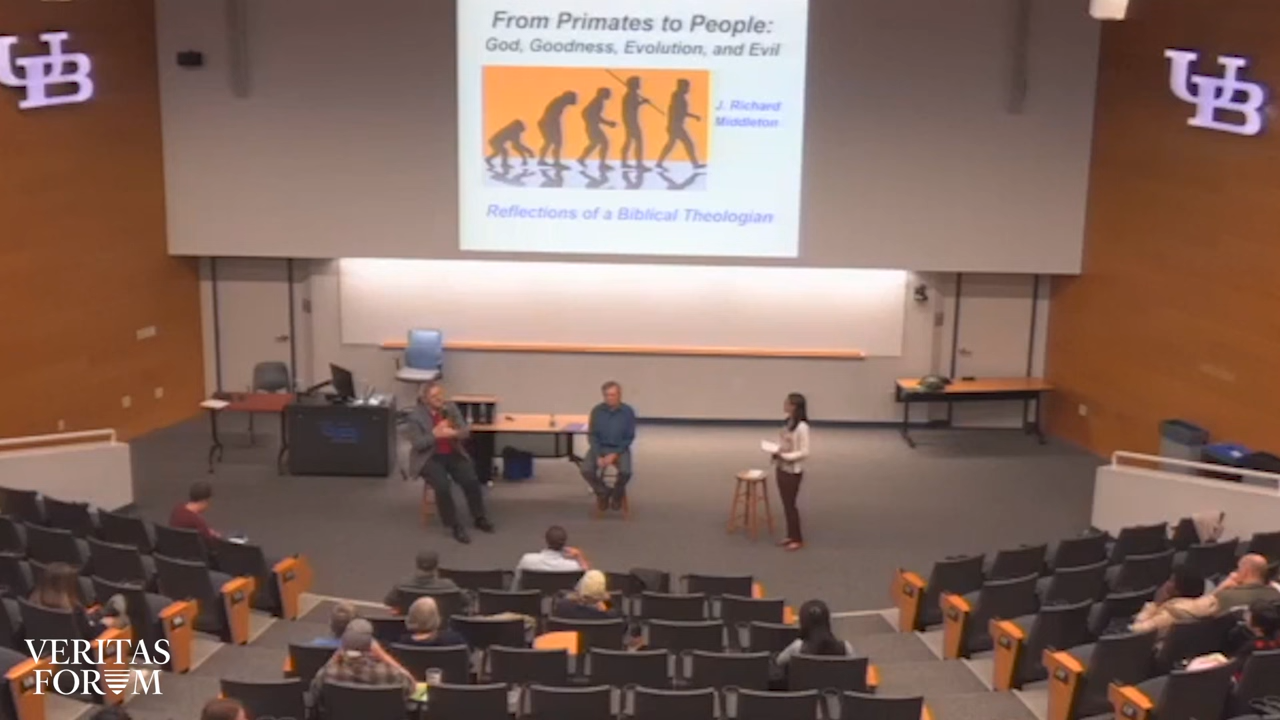 From Primates to People:
God, Goodness, Evolution, and Evil
J. Richard
Middleton
Reflections of a Biblical Theologian
UB
UB
VERITAS
FORUM